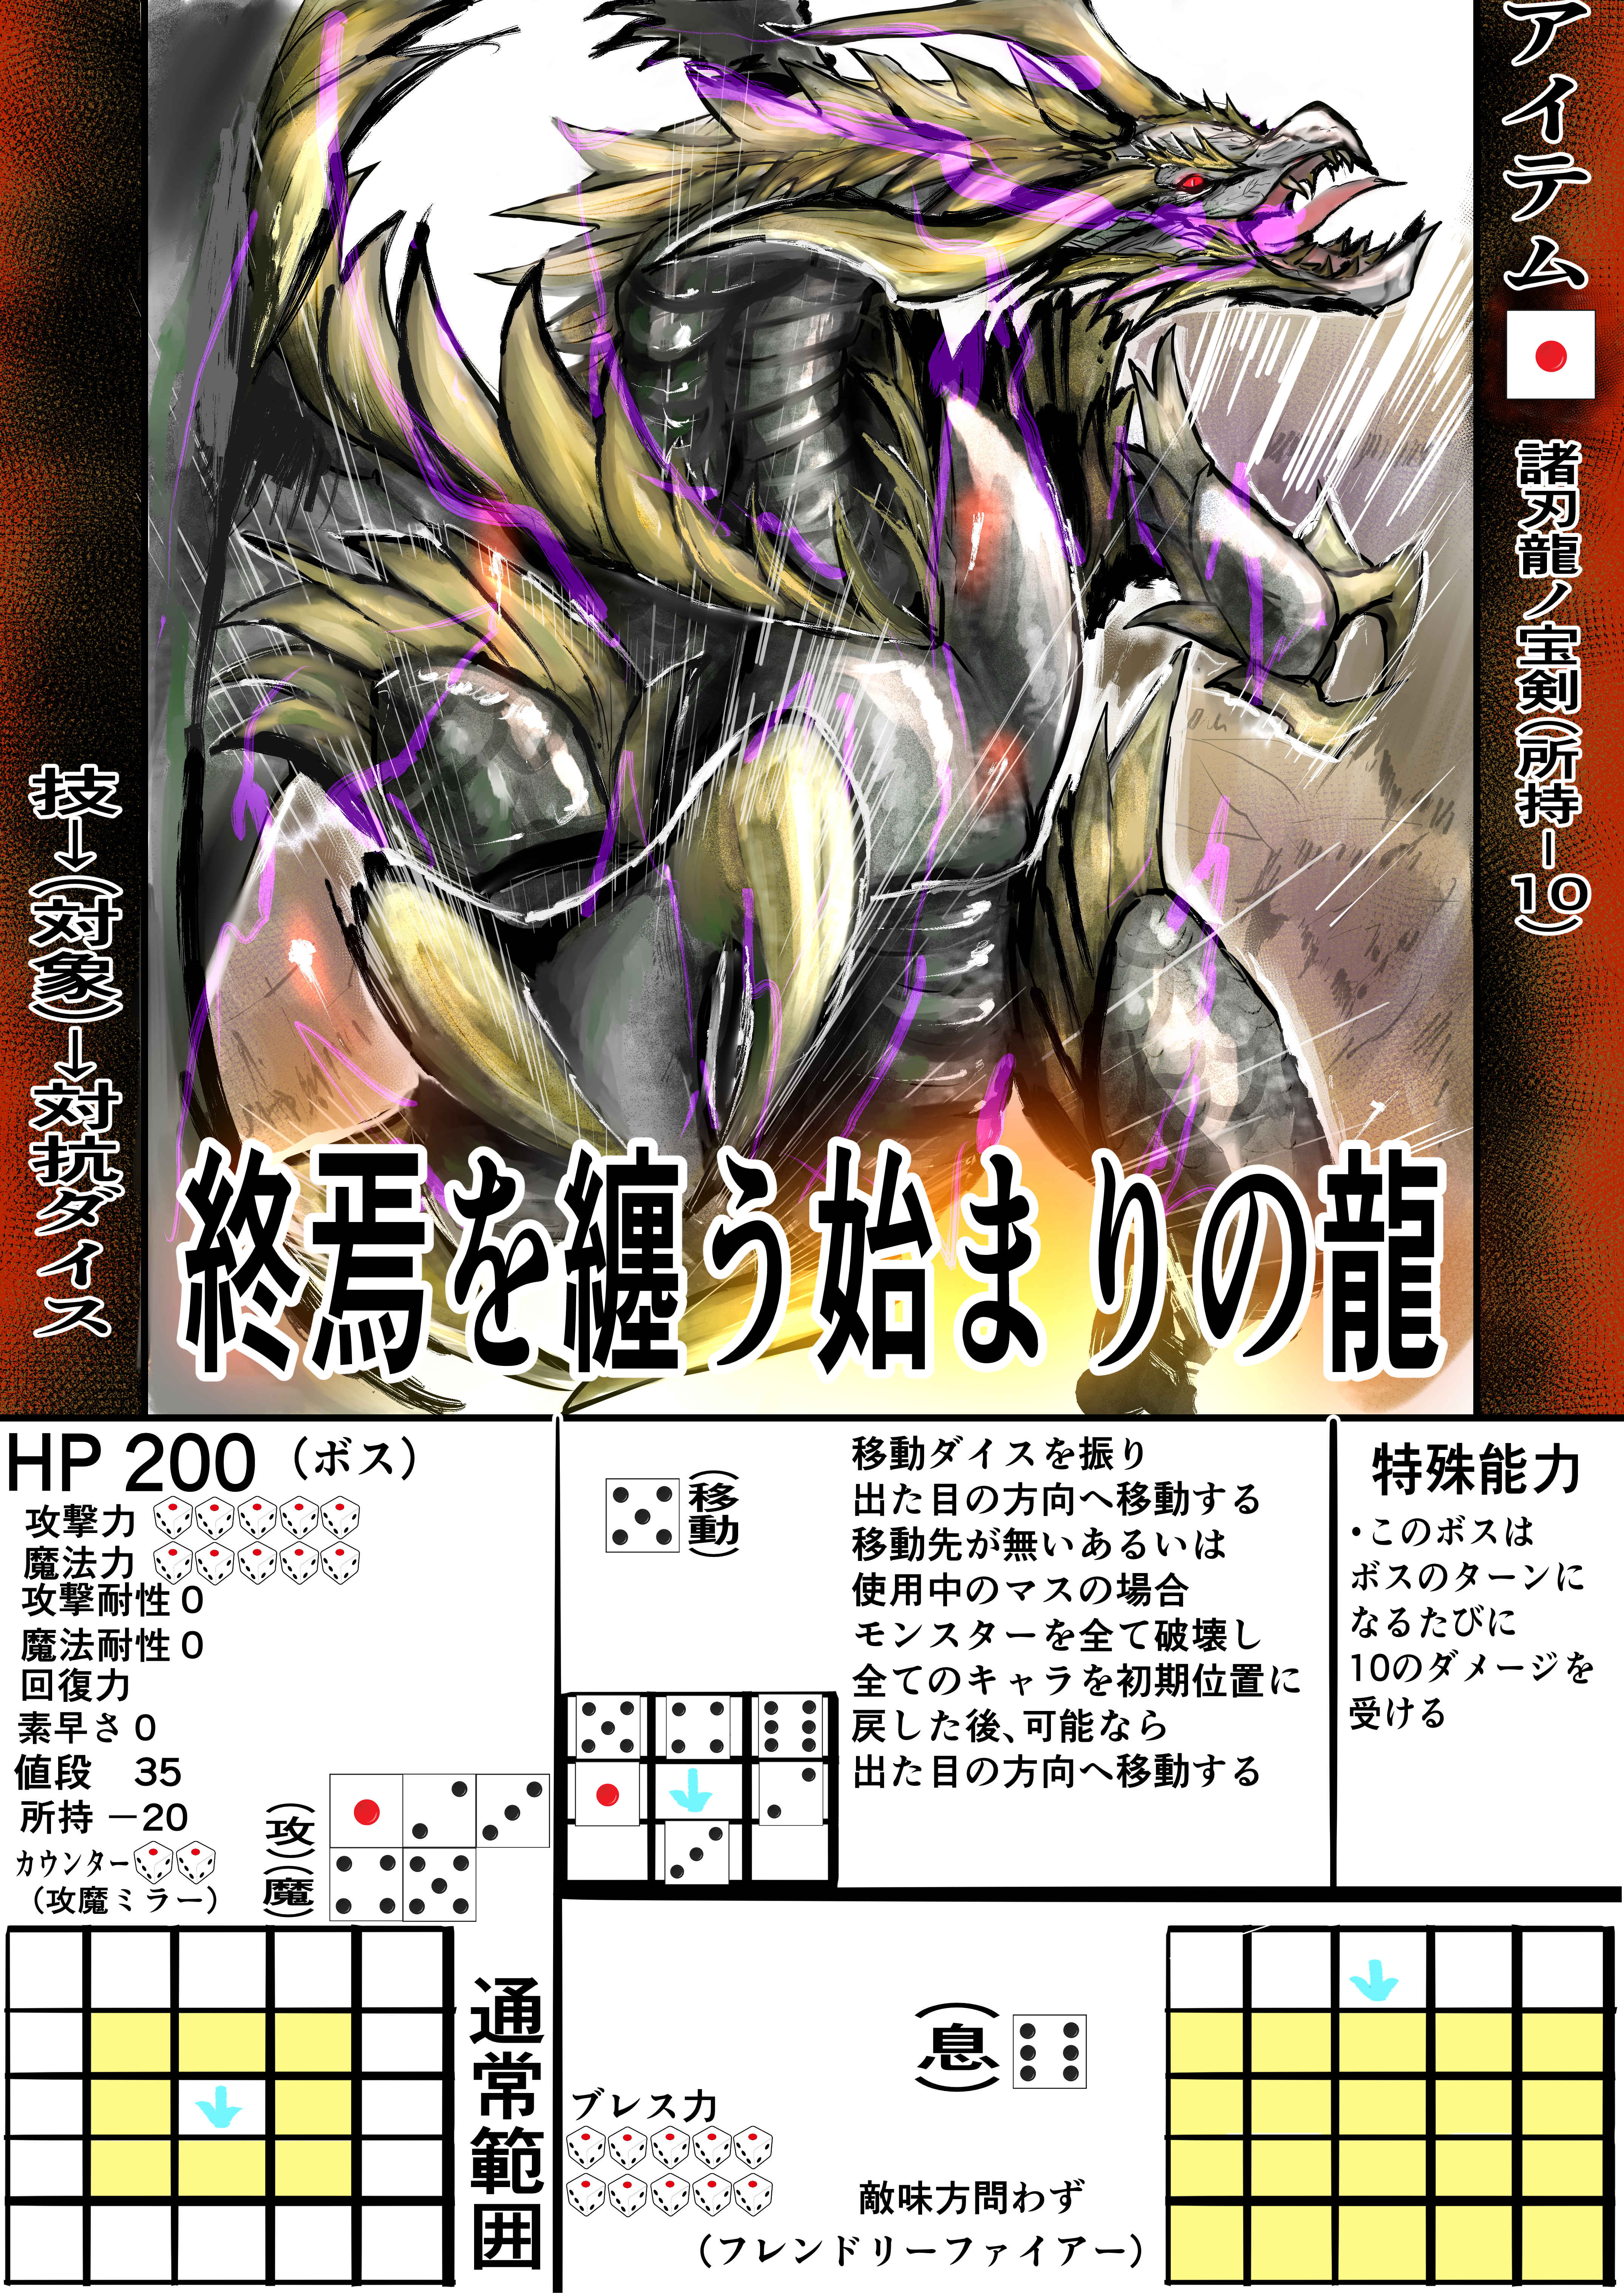 アイテム
諸刃龍ノ宝剣(所持－10)
技→(対象)→対抗ダイス
終焉を纏う始まりの龍
HP 200 (ボス)
攻撃力
魔法力
攻撃耐性 0
魔法耐性 0
回復力
素早さ 0
値段　35
所持 －20
カウンター
(攻魔ミラー)
(攻)
(魔)
通常範囲
(移動)
移動ダイスを振り
出た目の方向へ移動する
移動先が無いあるいは
使用中のマスの場合
モンスターを全て破壊し
全てのキャラを初期位置に
戻した後、可能なら
出た目の方向へ移動する
特殊能力
・このボスは
ボスのターンに
なるたびに
10のダメージを
受ける
(息)
ブレス力
敵味方問わず
(フレンドリーファイアー)